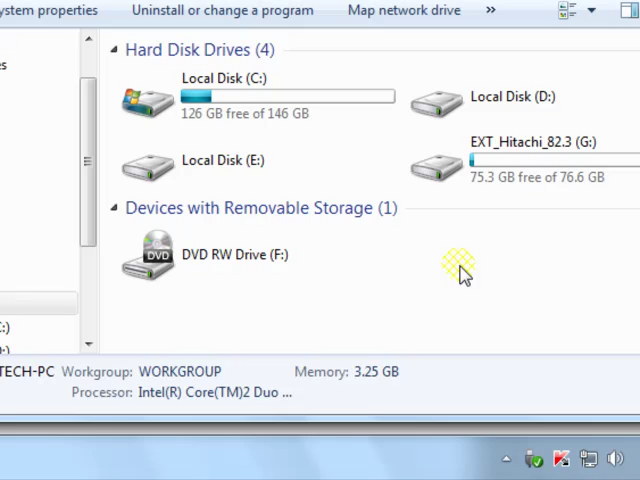 ystem properties Uninstall or change a program Map network drive »
es
Hard Disk Drives (4)
Local Disk (C:)
126 GB free of 146 GB
Local Disk (D:)
Local Disk (E:)
EXT_Hitachi_82.3 (G:)
75.3 GB free of 76.6 GB
Devices with Removable Storage (1)
DVD
DVD RW Drive (F:)
:)
TECH-PC Workgroup: WORKGROUP Memory: 3.25 GB
Processor: Intel(R) Core(TM)2 Duo ...